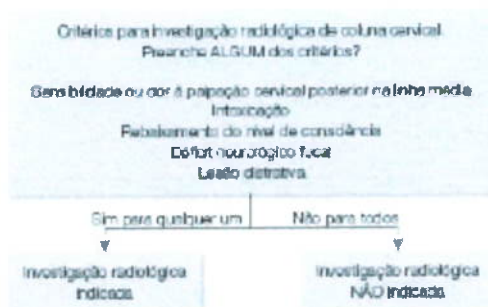 Critérios para investigação radiológica de coluna cervical.
Preenche ALGUM dos critérios?
Sensibilidade ou dor à palpação cervical posterior na linha média
Intoxicação
Rebaixamento do nível de consciência
Déficit neurológico focal
Lesão distrativa
Sim para qualquer um
Não para todos
Investigação radiológica
indicada
Investigação radiológica
NÃO indicada